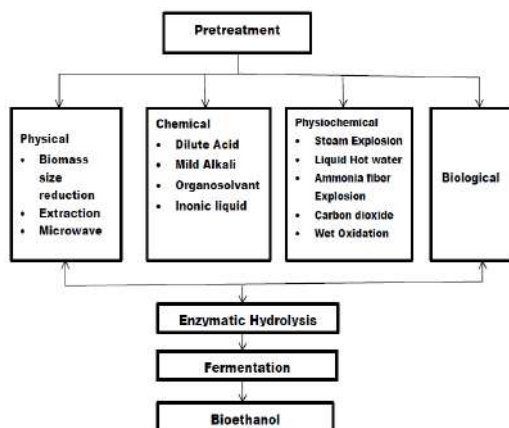 Pretreatment
Physical
• Biomass
size
reduction
• Extraction
• Microwave
Chemical
• Dilute Acid
• Mild Alkali
• Organosolvant
• Inonic liquid
Physiochemical
• Steam Explosion
• Liquid Hot water
• Ammonia fiber
Explosion
• Carbon dioxide
• Wet Oxidation
Biological
Enzymatic Hydrolysis
Fermentation
Bioethanol